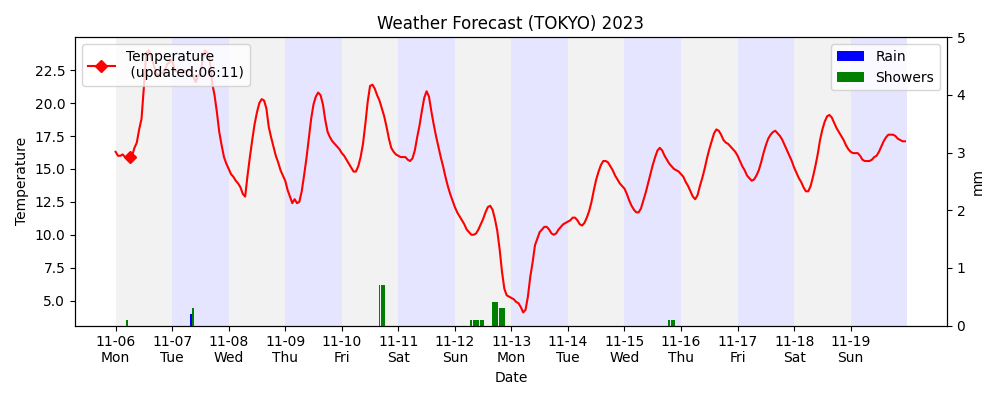 Weather Forecast (TOKYO) 2023
Temperature
(updated:06:11)
Rain
Showers
Temperature
22.5
20.0
17.5
15.0
12.5
10.0
7.5
5.0
5
4
3
2
1
0
mm
11-06 11-07 11-08 11-09 11-10 11-11 11-12 11-13 11-14 11-15 11-16 11-17 11-18 11-19
Mon Tue Wed Thu Fri Sat Sun Mon Tue Wed Thu Fri Sat Sun
Date